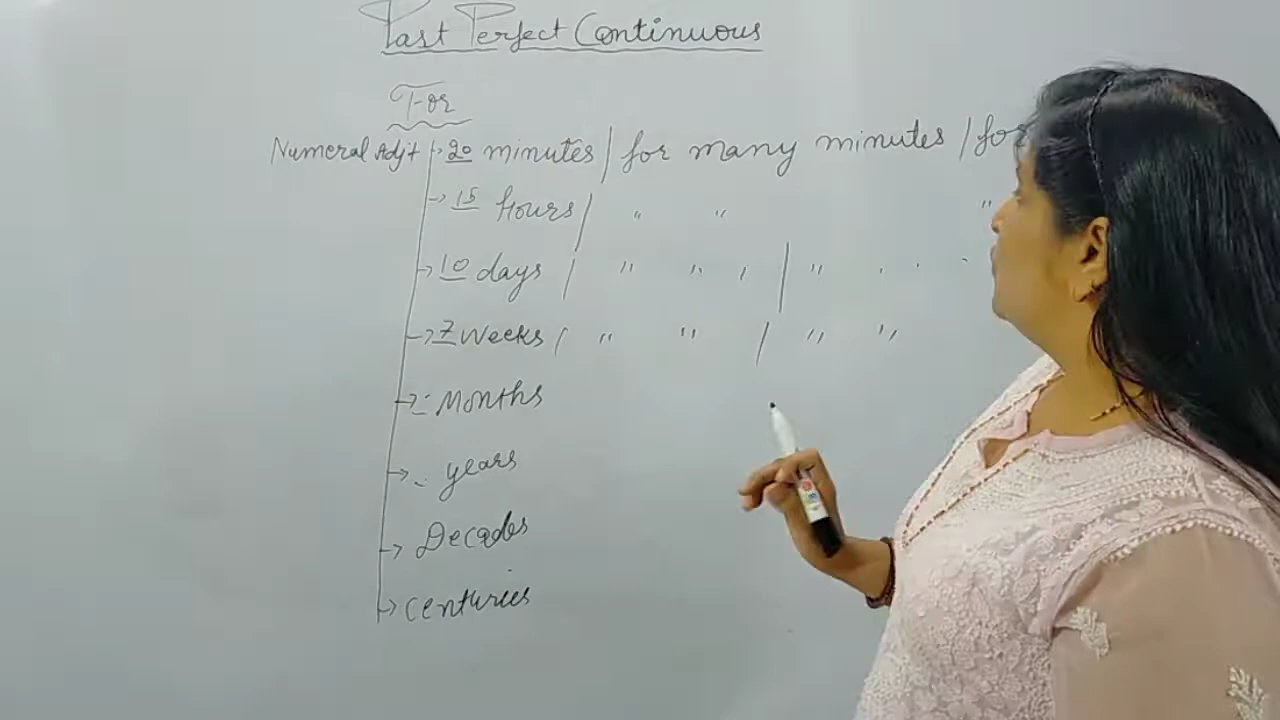 Past Perfect Continuous
For
Numeral Adjt → 20 minutes / for many minutes / for
→ 15 Hours / " " "
→ 10 days / " " " / " " " "
→ 7 Weeks / " " / " "
→ - Months
→ - years
→ Decades
→ centuries